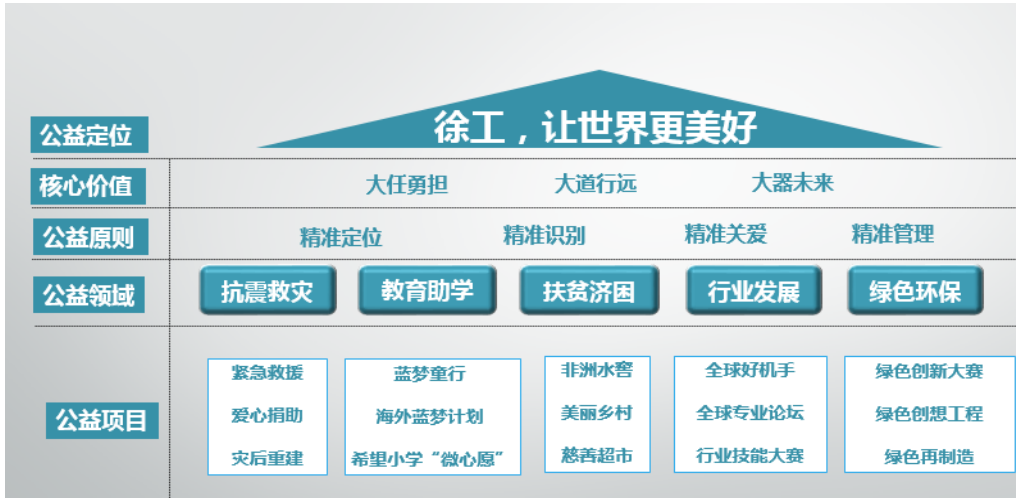 公益定位
徐工，让世界更美好
核心价值
大任勇担
大道行远
大器未来
公益原则
精准定位
精准识别
精准关爱
精准管理
公益领域
抗震救灾
教育助学
扶贫济困
行业发展
绿色环保
公益项目
紧急救援
爱心捐助
灾后重建
蓝梦童行
海外蓝梦计划
希望小学“微心愿”
非洲水窖
美丽乡村
慈善超市
全球好机手
全球专业论坛
行业技能大赛
绿色创新大赛
绿色创想工程
绿色再制造